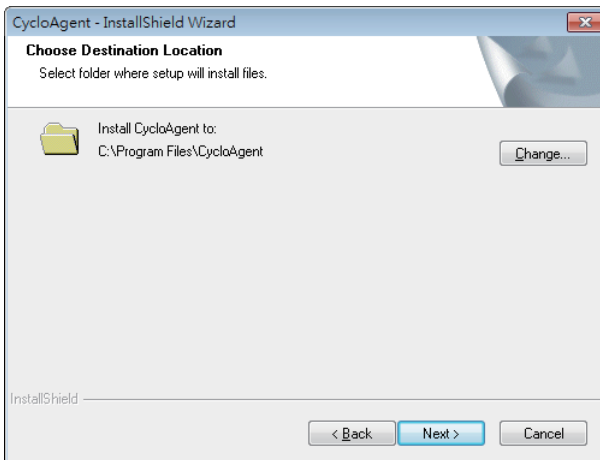 CycloAgent - InstallShield Wizard
Choose Destination Location
Select folder where setup will install files.
Install CycloAgent to:
C:\Program Files\CycloAgent
Change...
InstallShield
< Back
Next >
Cancel